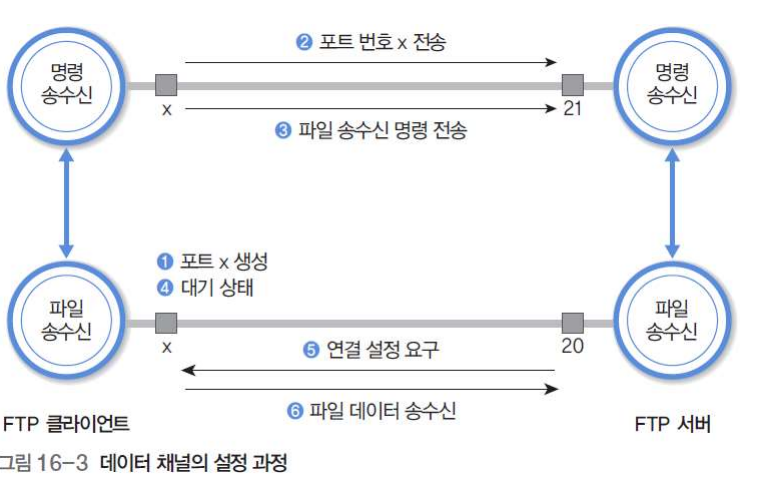 ❷ 포트 번호 x 전송
명령
송수신
명령
송수신
x
21
❸ 파일 송수신 명령 전송
❶ 포트 x 생성
❹ 대기 상태
파일
송수신
파일
송수신
x
20
❺ 연결 설정 요구
❻ 파일 데이터 송수신
FTP 클라이언트
FTP 서버
그림 16-3 데이터 채널의 설정 과정